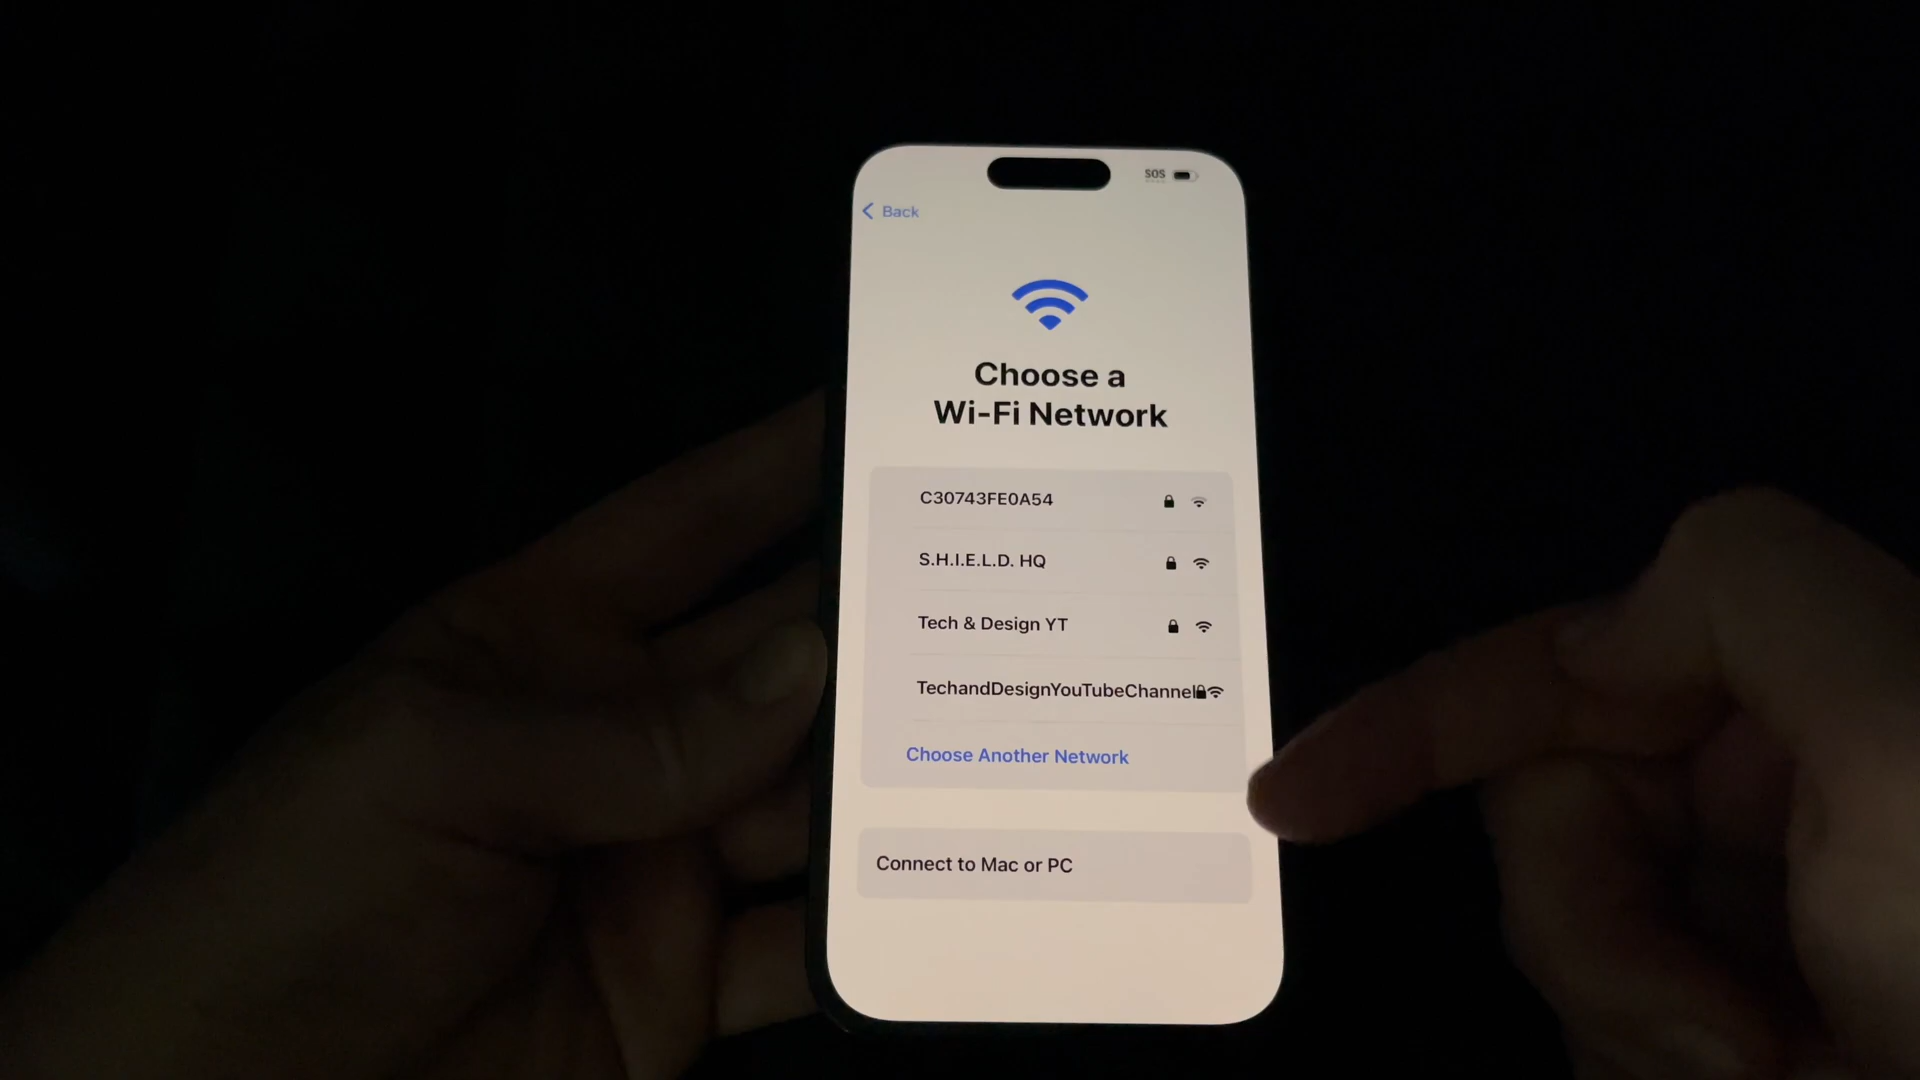 SOS
Back
Choose a
Wi-Fi Network
C30743FE0A54
S.H.I.E.L.D. HQ
Tech & Design YT
TechandDesignYouTubeChannel
Choose Another Network
Connect to Mac or PC